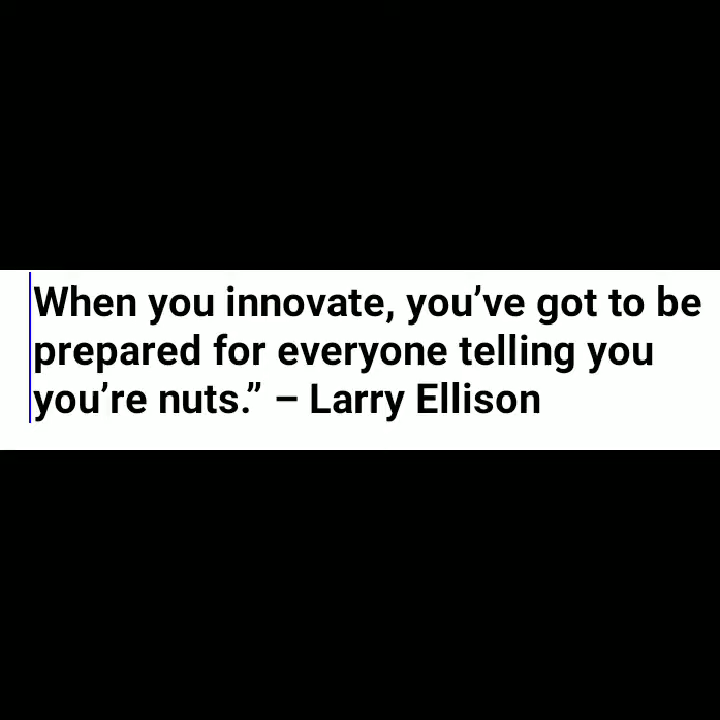 When you innovate, you’ve got to be
prepared for everyone telling you
you’re nuts.” – Larry Ellison